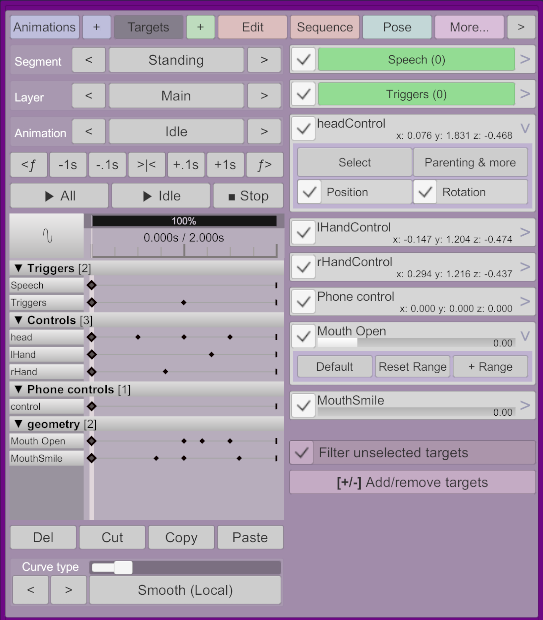 Animations + Targets + Edit Sequence Pose More... >
Segment < Standing >
Layer < Main >
Animation < Idle >
<ƒ -1s -.1s >|< +.1s +1s ƒ>
▶ All ▶ Idle ■ Stop
100%
0.000s / 2.000s
▼ Triggers [2]
Speech
Triggers
▼ Controls [3]
head
lHand
rHand
▼ Phone controls [1]
control
▼ geometry [2]
Mouth Open
MouthSmile
Del Cut Copy Paste
Curve type
< > Smooth (Local)
Speech (0) >
Triggers (0) >
headControl
x: 0.076 y: 1.831 z: -0.468
Select Parenting & more
Position Rotation
lHandControl
x: -0.147 y: 1.204 z: -0.474
rHandControl
x: 0.294 y: 1.216 z: -0.437
Phone control
x: 0.000 y: 0.000 z: 0.000
Mouth Open
0.00
Default Reset Range + Range
MouthSmile
0.00
Filter unselected targets
[+/-] Add/remove targets